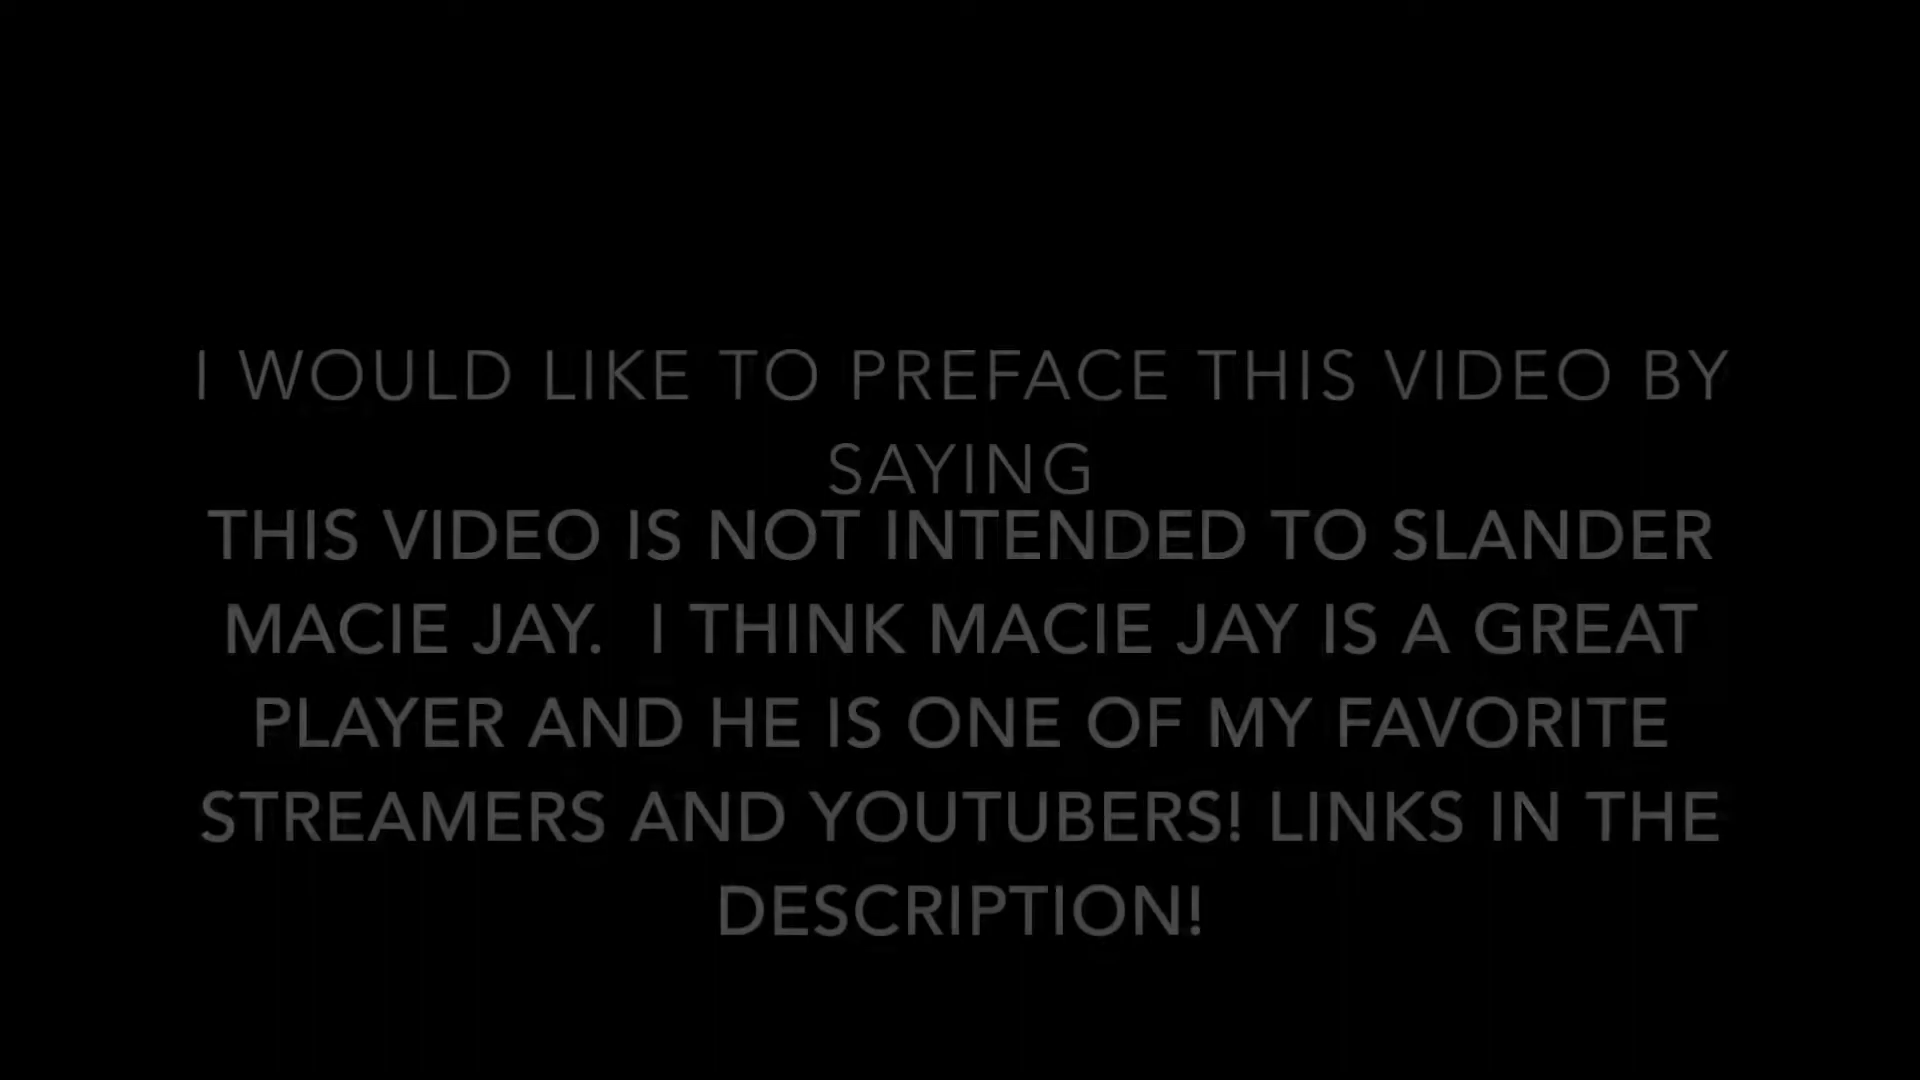 I WOULD LIKE TO PREFACE THIS VIDEO BY
SAYING
THIS VIDEO IS NOT INTENDED TO SLANDER
MACIE JAY.  I THINK MACIE JAY IS A GREAT
PLAYER AND HE IS ONE OF MY FAVORITE
STREAMERS AND YOUTUBERS! LINKS IN THE
DESCRIPTION!